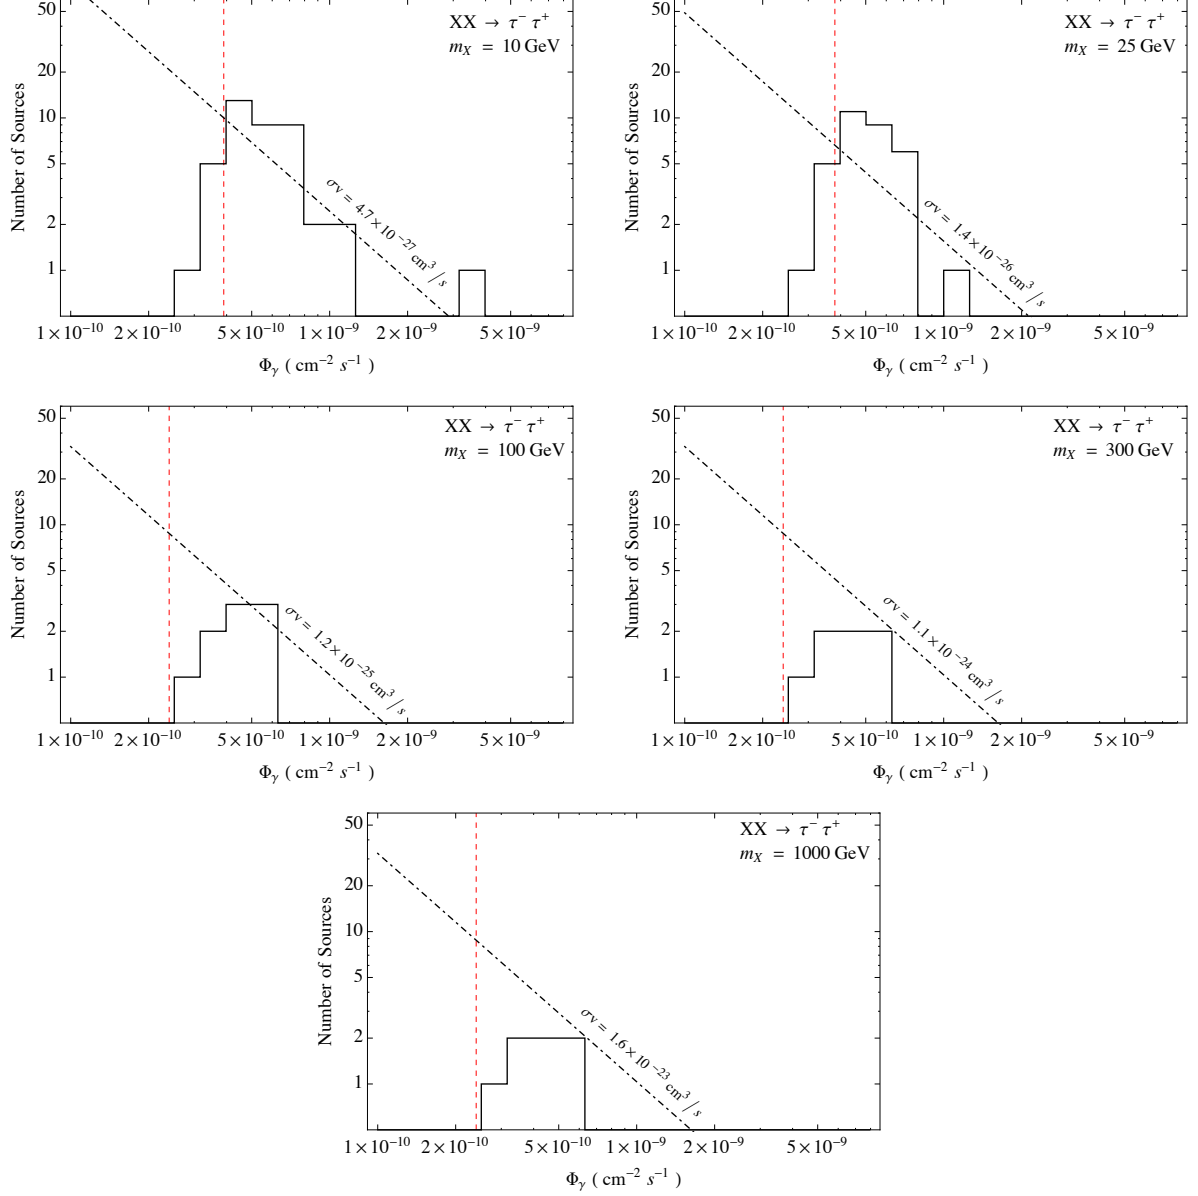 XX → τ⁻ τ⁺
m_X = 10 GeV
50
20
10
5
2
1
Number of Sources
σv = 4.7×10⁻²⁷ cm³/s
1×10⁻¹⁰ 2×10⁻¹⁰ 5×10⁻¹⁰ 1×10⁻⁹ 2×10⁻⁹ 5×10⁻⁹
Φ_γ ( cm⁻² s⁻¹ )
XX → τ⁻ τ⁺
m_X = 25 GeV
50
20
10
5
2
1
Number of Sources
σv = 1.4×10⁻²⁶ cm³/s
1×10⁻¹⁰ 2×10⁻¹⁰ 5×10⁻¹⁰ 1×10⁻⁹ 2×10⁻⁹ 5×10⁻⁹
Φ_γ ( cm⁻² s⁻¹ )
XX → τ⁻ τ⁺
m_X = 100 GeV
50
20
10
5
2
1
Number of Sources
σv = 1.2×10⁻²⁵ cm³/s
1×10⁻¹⁰ 2×10⁻¹⁰ 5×10⁻¹⁰ 1×10⁻⁹ 2×10⁻⁹ 5×10⁻⁹
Φ_γ ( cm⁻² s⁻¹ )
XX → τ⁻ τ⁺
m_X = 300 GeV
50
20
10
5
2
1
Number of Sources
σv = 1.1×10⁻²⁴ cm³/s
1×10⁻¹⁰ 2×10⁻¹⁰ 5×10⁻¹⁰ 1×10⁻⁹ 2×10⁻⁹ 5×10⁻⁹
Φ_γ ( cm⁻² s⁻¹ )
XX → τ⁻ τ⁺
m_X = 1000 GeV
50
20
10
5
2
1
Number of Sources
σv = 1.6×10⁻²³ cm³/s
1×10⁻¹⁰ 2×10⁻¹⁰ 5×10⁻¹⁰ 1×10⁻⁹ 2×10⁻⁹ 5×10⁻⁹
Φ_γ ( cm⁻² s⁻¹ )